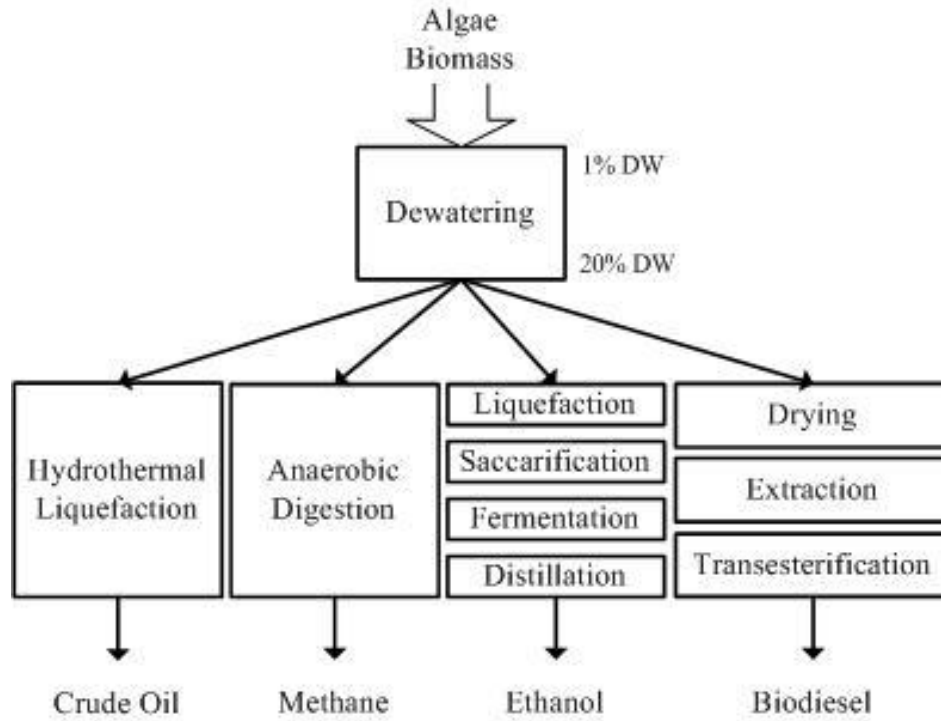 Algae
Biomass
1% DW
Dewatering
20% DW
Hydrothermal
Liquefaction
Anaerobic
Digestion
Liquefaction
Saccarification
Fermentation
Distillation
Drying
Extraction
Transesterification
Crude Oil
Methane
Ethanol
Biodiesel